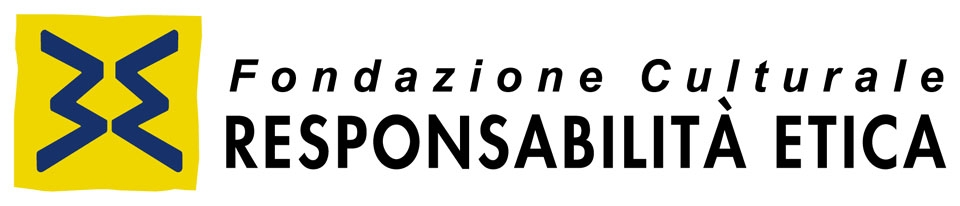 Fondazione Culturale
RESPONSABILITÀ ETICA